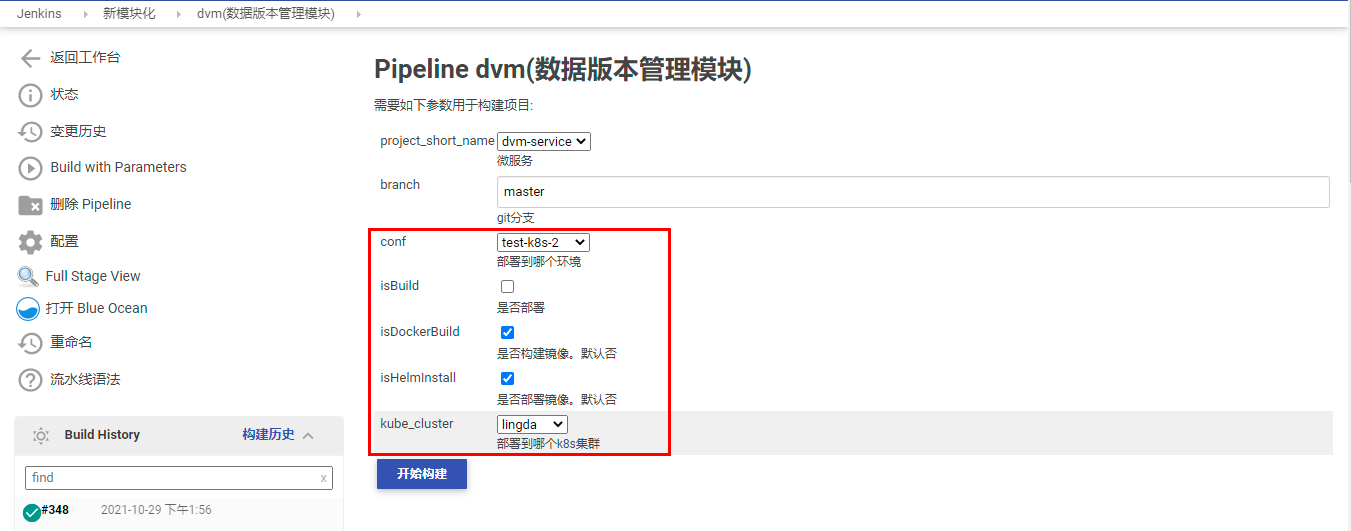 Jenkins 新模块化 dvm(数据版本管理模块)
返回工作台
状态
变更历史
Build with Parameters
删除 Pipeline
配置
Full Stage View
打开 Blue Ocean
重命名
流水线语法
Build History 构建历史
find x
#348 2021-10-29 下午1:56
Pipeline dvm(数据版本管理模块)
需要如下参数用于构建项目:
project_short_name dvm-service
微服务
branch master
git分支
conf test-k8s-2
部署到哪个环境
isBuild
是否部署
isDockerBuild
是否构建镜像。默认否
isHelmInstall
是否部署镜像。默认否
kube_cluster lingda
部署到哪个k8s集群
开始构建